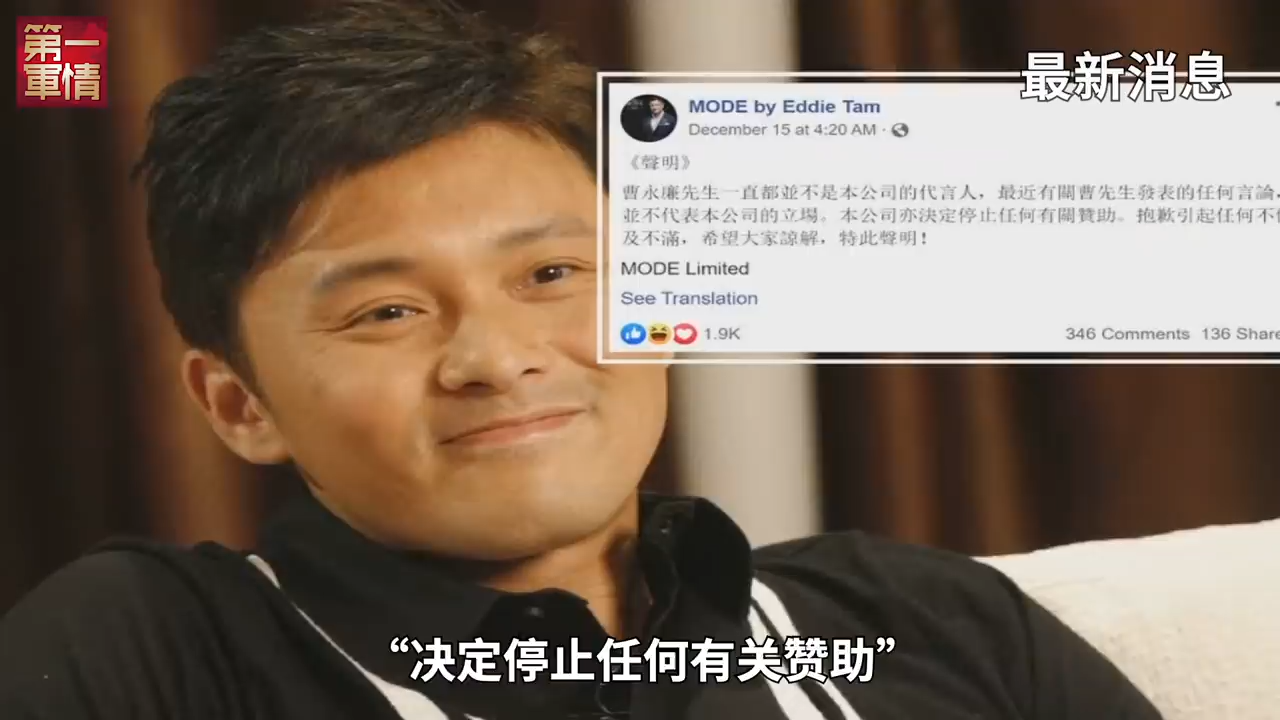 第一
軍情
最新消息
MODE by Eddie Tam
December 15 at 4:20 AM
《聲明》
曹永廉先生一直都並不是本公司的代言人，最近有關曹先生發表的任何言論，
並不代表本公司的立場。本公司亦決定停止任何有關贊助。抱歉引起任何不
及不滿，希望大家諒解，特此聲明！
MODE Limited
See Translation
1.9K
346 Comments 136 Share
“决定停止任何有关赞助”